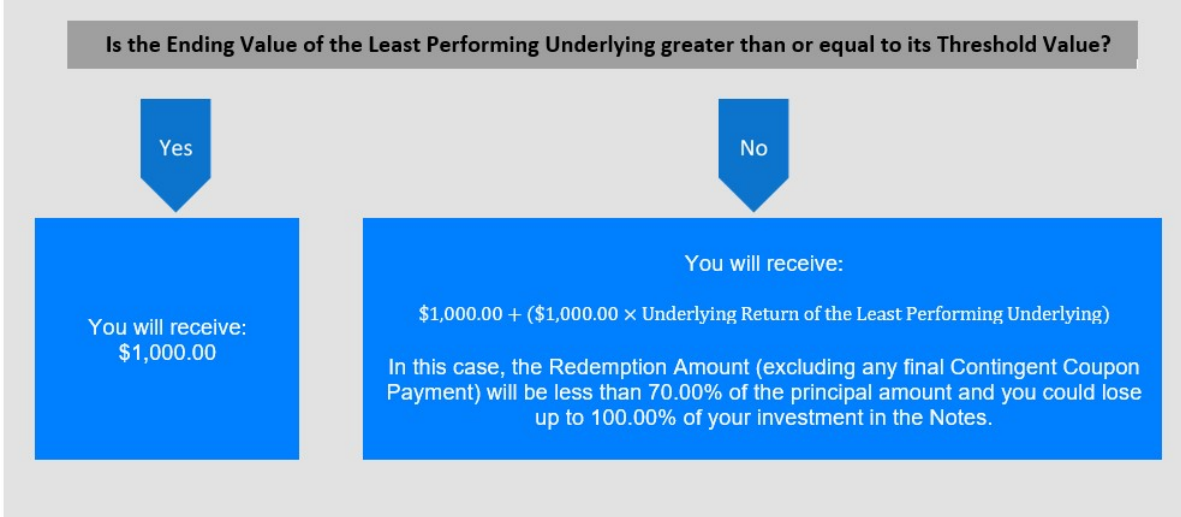 Is the Ending Value of the Least Performing Underlying greater than or equal to its Threshold Value?
Yes
No
You will receive:
$1,000.00
You will receive:
$1,000.00 + ($1,000.00 × Underlying Return of the Least Performing Underlying)
In this case, the Redemption Amount (excluding any final Contingent Coupon
Payment) will be less than 70.00% of the principal amount and you could lose
up to 100.00% of your investment in the Notes.